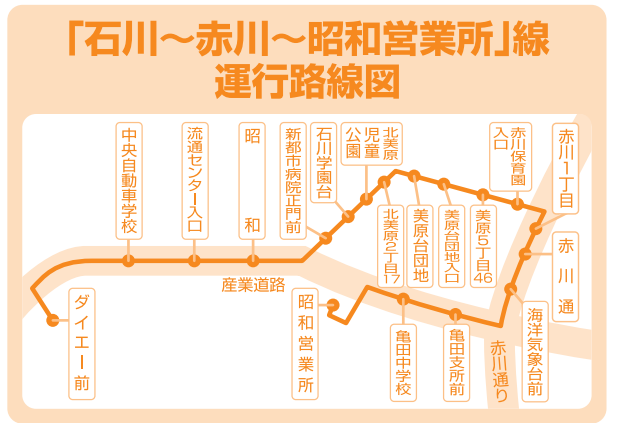 「石川～赤川～昭和営業所」線
運行路線図
中央自動車学校
流通センター入口
昭和
新都市病院正門前
石川学園台
北美原
児童
公園
赤川保育園
入口
赤川1丁目
北美原2丁目17
美原台団地
美原台団地入口
美原5丁目46
赤川通
産業道路
ダイエー前
昭和営業所
亀田中学校
亀田支所前
赤川通り
海洋気象台前